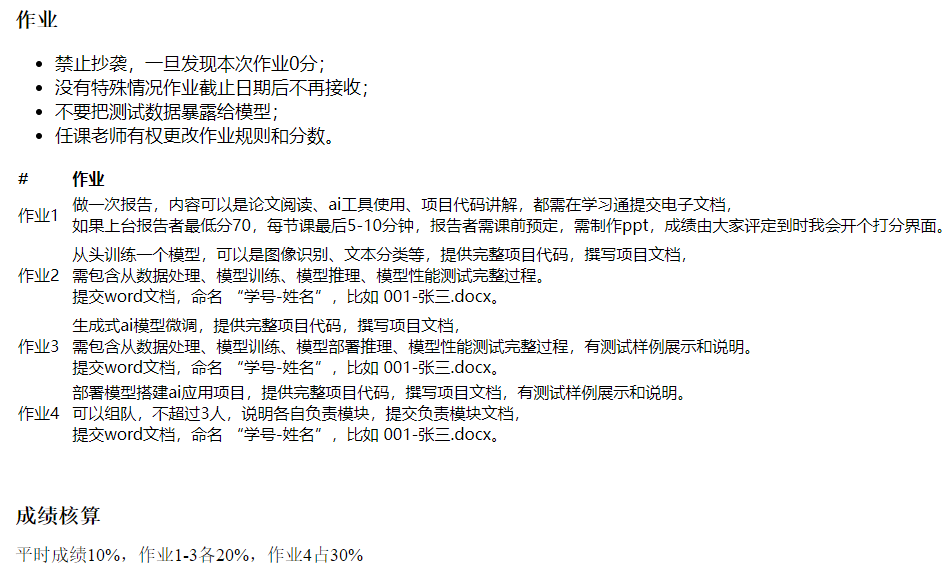 作业
禁止抄袭，一旦发现本次作业0分；
没有特殊情况作业截止日期后不再接收；
不要把测试数据暴露给模型；
任课老师有权更改作业规则和分数。
# 作业
作业1 做一次报告，内容可以是论文阅读、ai工具使用、项目代码讲解，都需在学习通提交电子文档，
如果上台报告者最低分70，每节课最后5-10分钟，报告者需课前预定，需制作ppt，成绩由大家评定到时我会开个打分界面。
从头训练一个模型，可以是图像识别、文本分类等，提供完整项目代码，撰写项目文档，
作业2 需包含从数据处理、模型训练、模型推理、模型性能测试完整过程。
提交word文档，命名 “学号-姓名”，比如 001-张三.docx。
生成式ai模型微调，提供完整项目代码，撰写项目文档，
作业3 需包含从数据处理、模型训练、模型部署推理、模型性能测试完整过程，有测试样例展示和说明。
提交word文档，命名 “学号-姓名”，比如 001-张三.docx。
部署模型搭建ai应用项目，提供完整项目代码，撰写项目文档，有测试样例展示和说明。
作业4 可以组队，不超过3人，说明各自负责模块，提交负责模块文档，
提交word文档，命名 “学号-姓名”，比如 001-张三.docx。
成绩核算
平时成绩10%，作业1-3各20%，作业4占30%